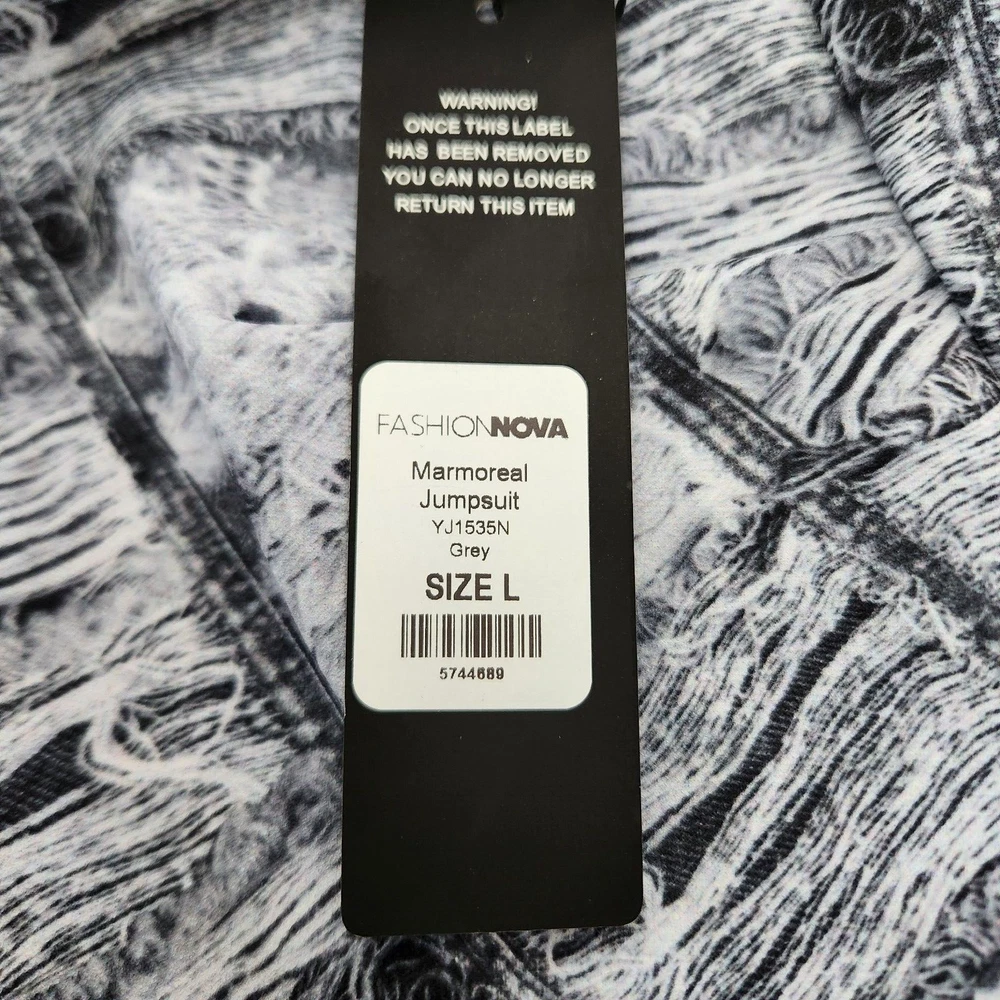 WARNING!
ONCE THIS LABEL
HAS BEEN REMOVED
YOU CAN NO LONGER
RETURN THIS ITEM
FASHIONNOVA
Marmoreal
Jumpsuit
YJ1535N
Grey
SIZE L
5744689